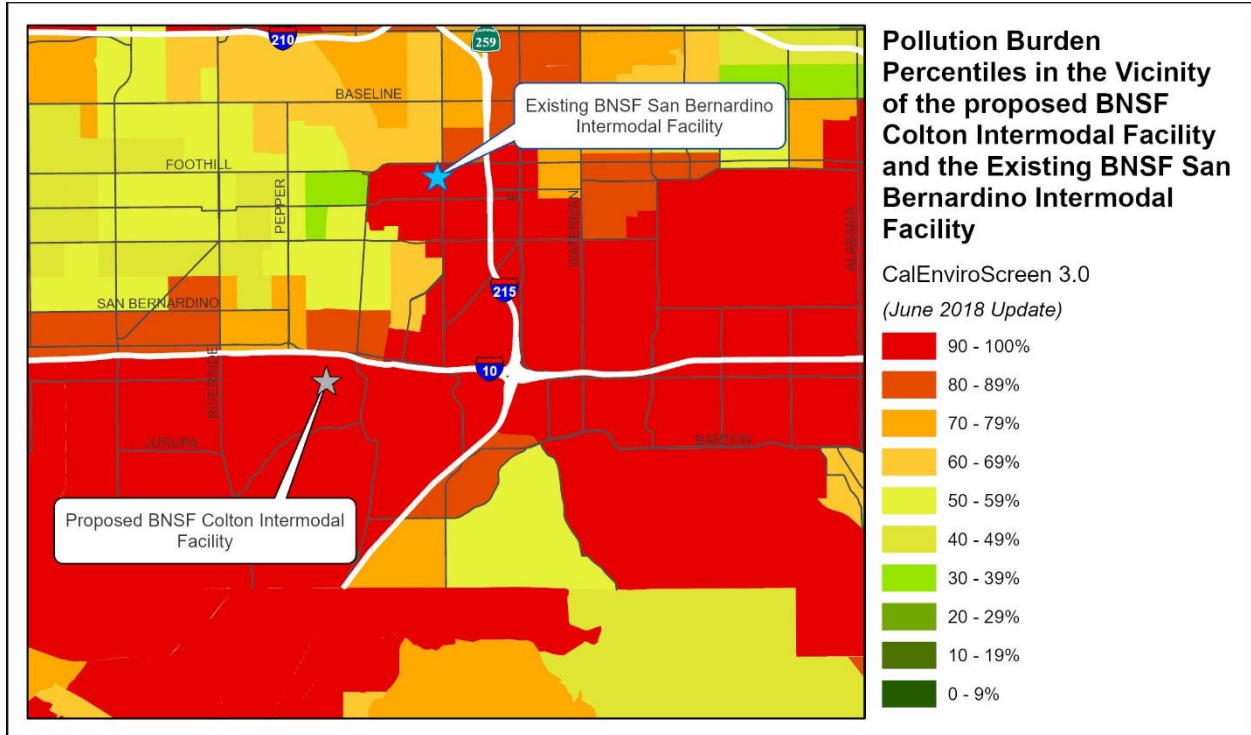 210
259
BASELINE
Existing BNSF San Bernardino
Intermodal Facility
FOOTHILL
PEPPER
E
WATERMAN
ALABAMA
SAN BERNARDINO
215
RIVERSIDE
10
JURUPA
BARTON
Proposed BNSF Colton Intermodal
Facility
Pollution Burden
Percentiles in the Vicinity
of the proposed BNSF
Colton Intermodal Facility
and the Existing BNSF San
Bernardino Intermodal
Facility
CalEnviroScreen 3.0
(June 2018 Update)
90 - 100%
80 - 89%
70 - 79%
60 - 69%
50 - 59%
40 - 49%
30 - 39%
20 - 29%
10 - 19%
0 - 9%